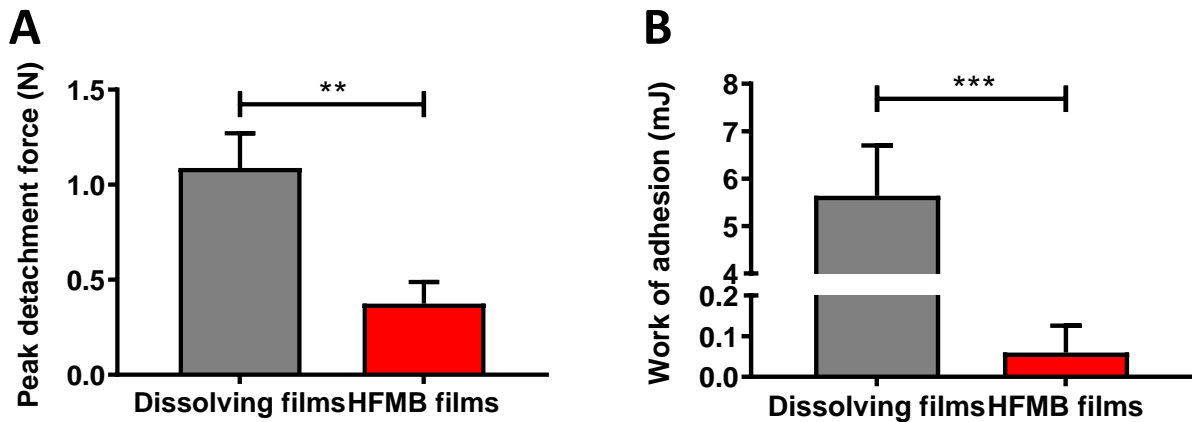 A
Peak detachment force (N)
1.5
1.0
0.5
0.0
**
Dissolving films HFMB films
B
Work of adhesion (mJ)
8
7
6
5
4
0.2
0.1
0.0
***
Dissolving films HFMB films